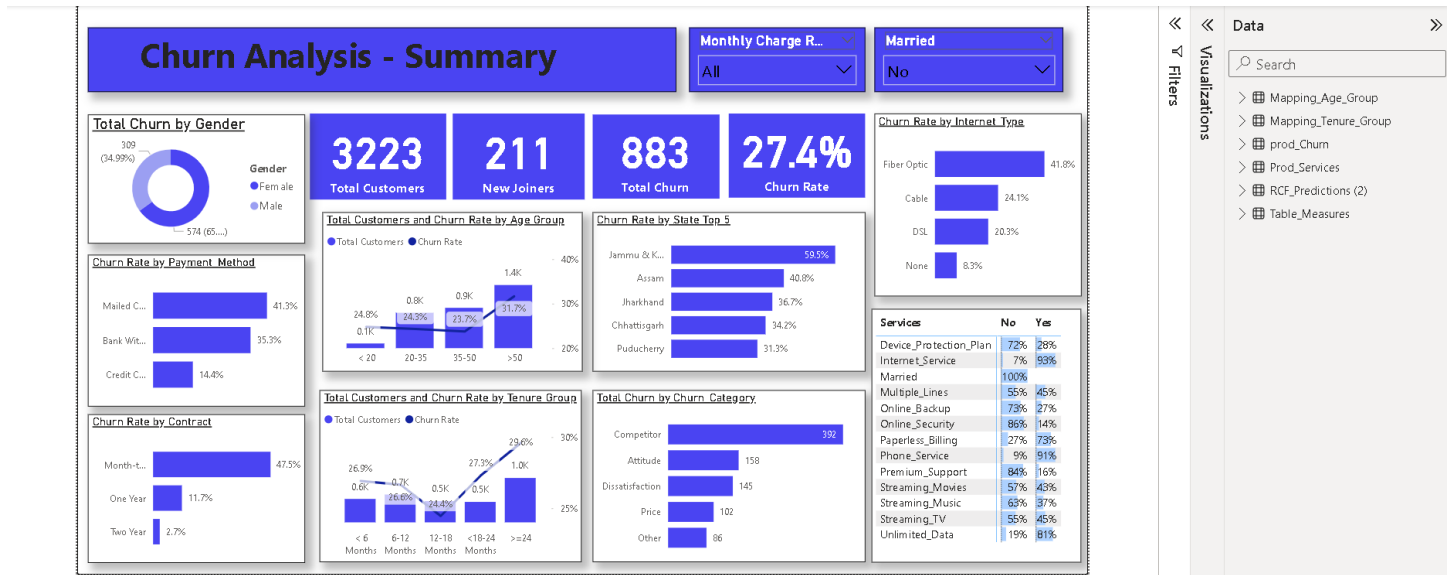 Churn Analysis - Summary
Monthly Charge R...
All
Married
No
Total Churn by Gender
309
(34.99%)
574 (65....)
Gender
Female
Male
3223
Total Customers
211
New Joiners
883
Total Churn
27.4%
Churn Rate
Churn Rate by Internet Type
Fiber Optic 41.8%
Cable 24.1%
DSL 20.3%
None 8.3%
Total Customers and Churn Rate by Age Group
Total Customers Churn Rate
40%
30%
20%
1.4K
0.8K 0.9K
24.8% 24.3% 23.7% 31.7%
0.1K
< 20 20-35 35-50 >50
Churn Rate by State Top 5
Jammu & K... 59.5%
Assam 40.8%
Jharkhand 36.7%
Chhattisgarh 34.2%
Puducherry 31.3%
Churn Rate by Payment Method
Mailed C... 41.3%
Bank Wit... 35.3%
Credit C... 14.4%
Churn Rate by Contract
Month-t... 47.5%
One Year 11.7%
Two Year 2.7%
Total Customers and Churn Rate by Tenure Group
Total Customers Churn Rate
30%
25%
26.9% 26.6% 24.4% 27.3% 29.6%
0.6K 0.7K 0.5K 0.5K 1.0K
< 6 6-12 12-18 <18-24 >=24
Months Months Months Months
Total Churn by Churn Category
Competitor 392
Attitude 158
Dissatisfaction 145
Price 102
Other 86
Services No Yes
Device_Protection_Plan 72% 28%
Internet_Service 7% 93%
Married 100%
Multiple_Lines 55% 45%
Online_Backup 73% 27%
Online_Security 86% 14%
Paperless_Billing 27% 73%
Phone_Service 9% 91%
Premium_Support 84% 16%
Streaming_Movies 57% 43%
Streaming_Music 63% 37%
Streaming_TV 55% 45%
Unlimited_Data 19% 81%
Filters
Visualizations
Data
Search
Mapping_Age_Group
Mapping_Tenure_Group
prod_Churn
Prod_Services
RCF_Predictions (2)
Table_Measures